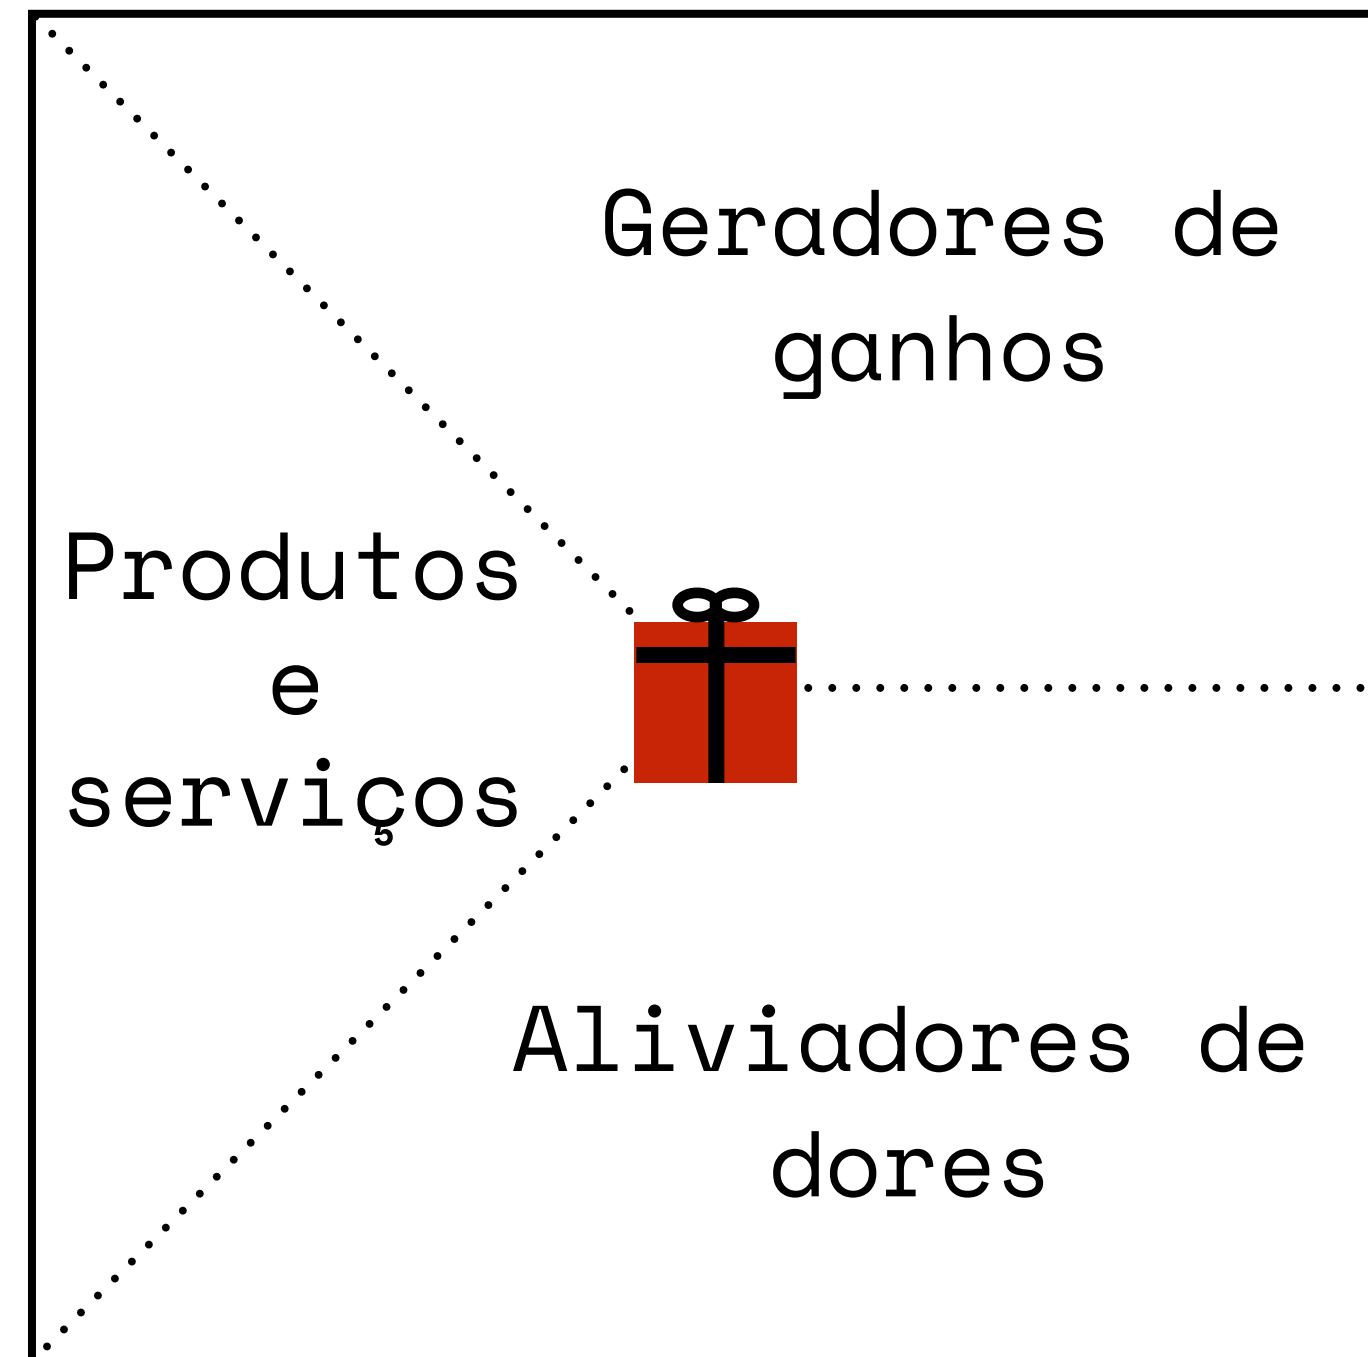 Geradores de
ganhos
Produtos
e
serviços
Aliviadores de
dores